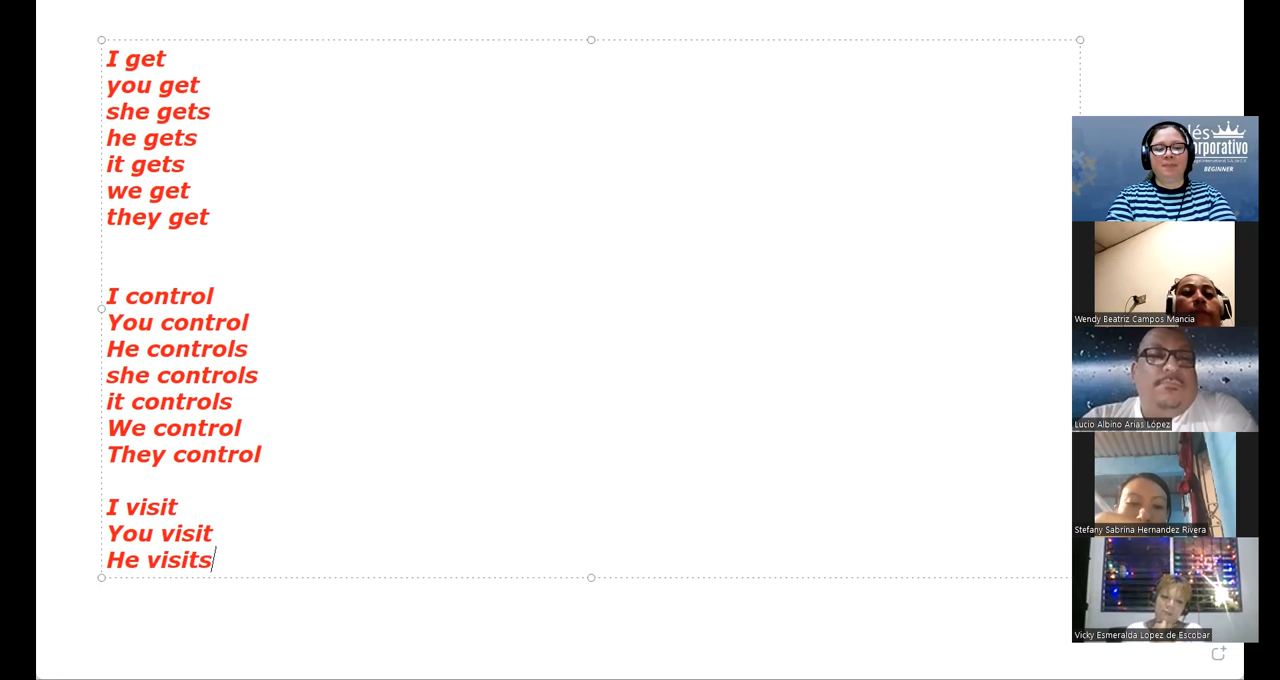 I get
you get
she gets
he gets
it gets
we get
they get
I control
You control
He controls
she controls
it controls
We control
They control
I visit
You visit
He visits
BEGINNER
Wendy Beatriz Campos Mancia
Lucio Albino Arias López
Stefany Sabrina Hernandez Rivera
Vicky Esmeralda Lopez de Escobar